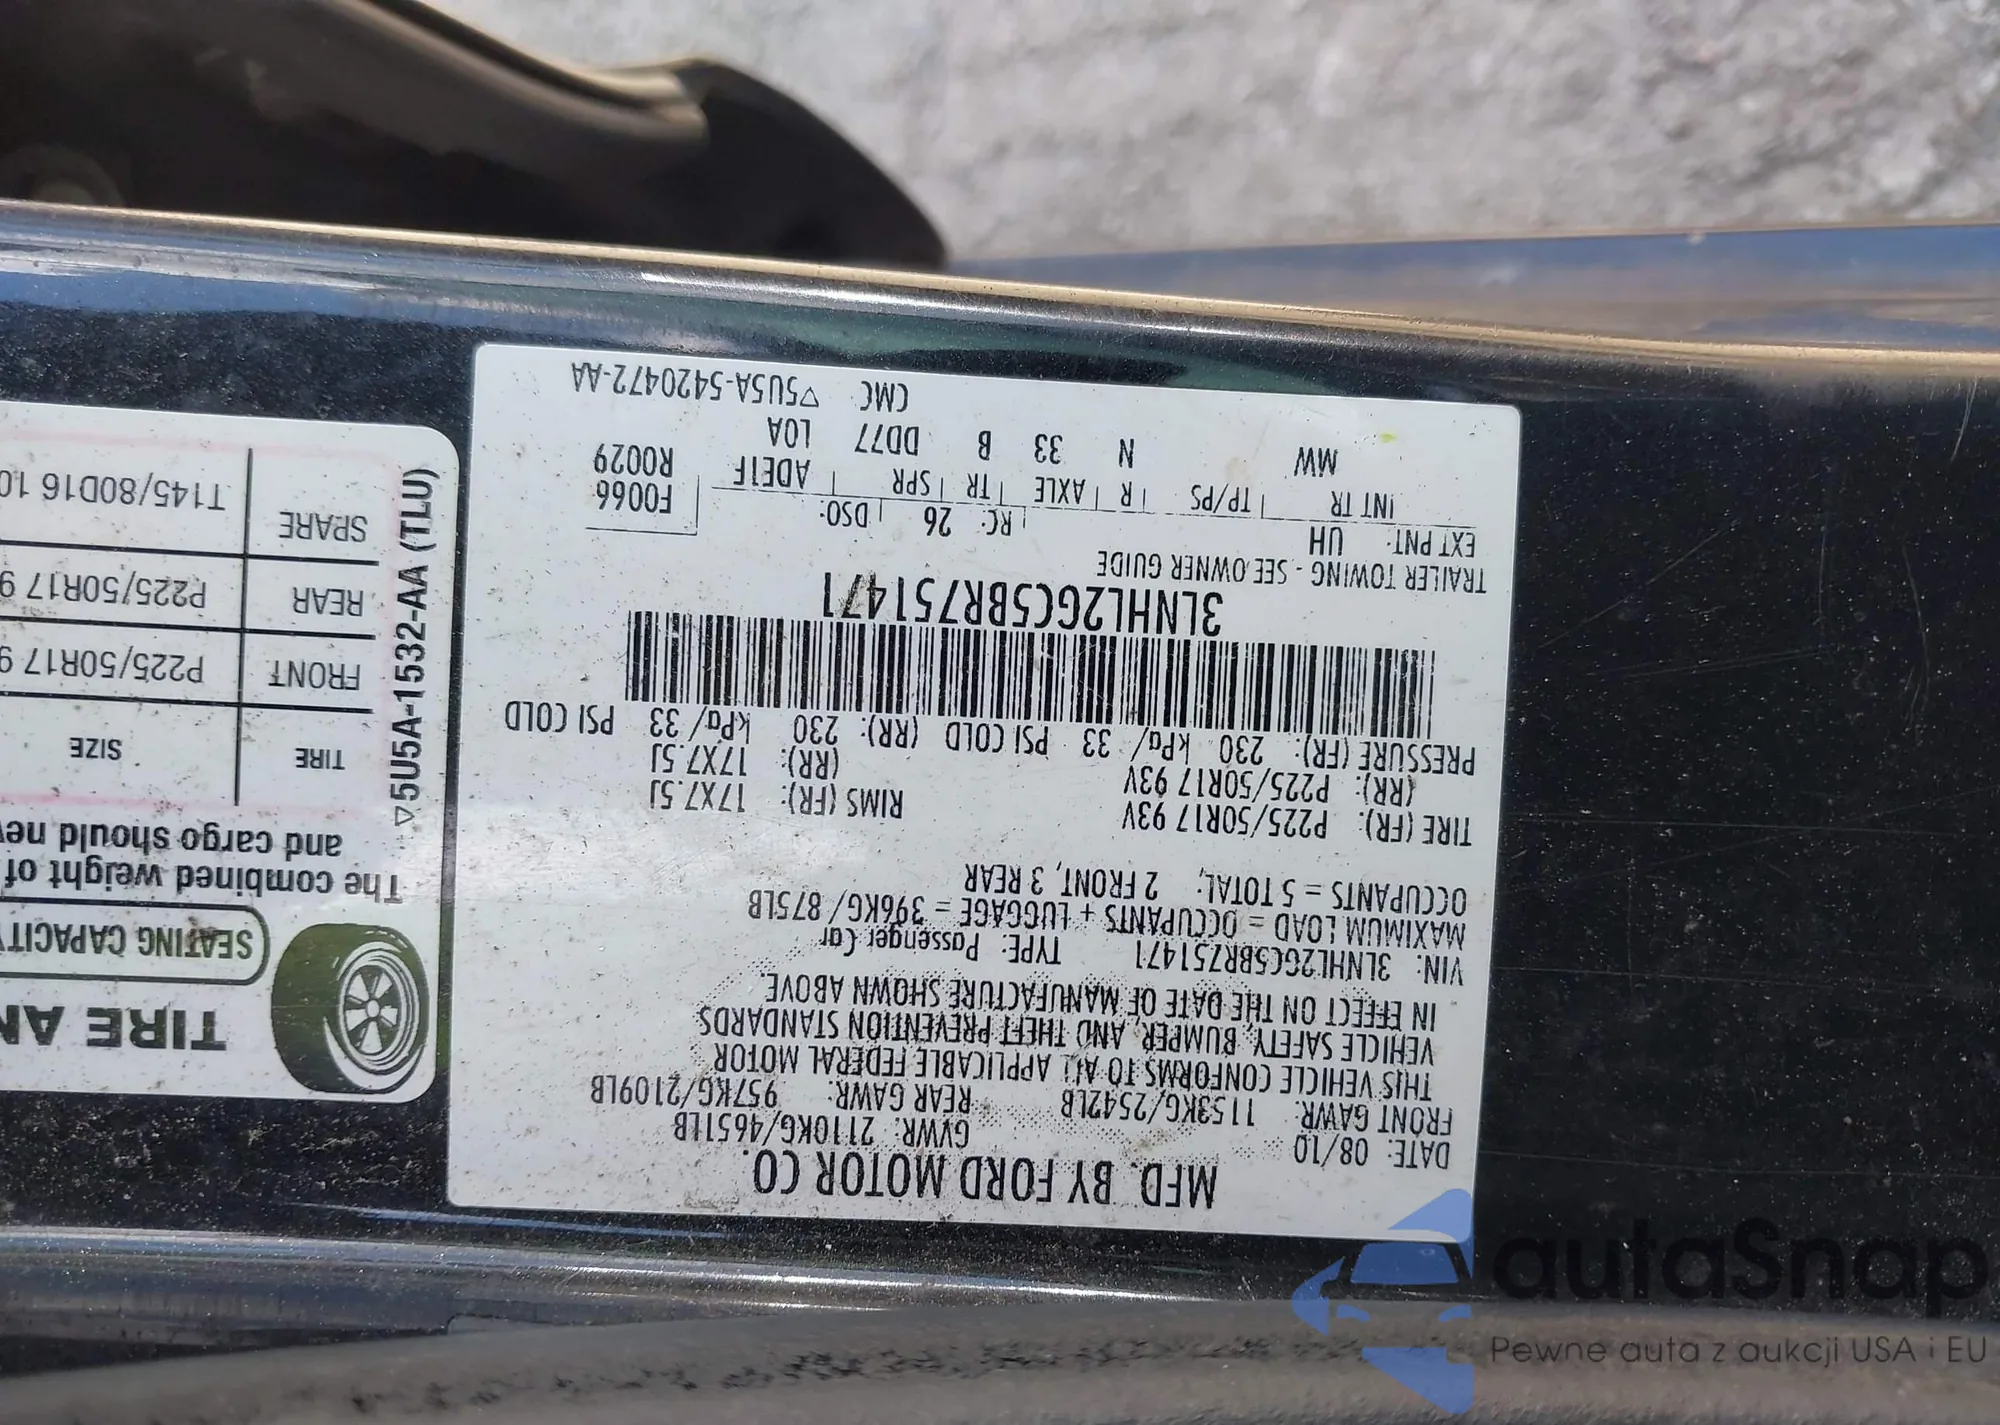 MFD. BY FORD MOTOR CO.
DATE: 08/10 GVWR: 2110KG/4651LB
FRONT GAWR: 1153KG/2542LB REAR GAWR: 957KG/2109LB
THIS VEHICLE CONFORMS TO ALL APPLICABLE FEDERAL MOTOR
VEHICLE SAFETY, BUMPER, AND THEFT PREVENTION STANDARDS
IN EFFECT ON THE DATE OF MANUFACTURE SHOWN ABOVE.
VIN: 3LNHL2GC5BR751471 TYPE: Passenger Car
MAXIMUM LOAD = OCCUPANTS + LUGGAGE = 396KG/875LB
OCCUPANTS = 5 TOTAL; 2 FRONT, 3 REAR
TIRE (FR): P225/50R17 93V RIMS (FR): 17X7.5J
(RR): P225/50R17 93V (RR): 17X7.5J
PRESSURE (FR): 230 kPa/ 33 PSI COLD (RR): 230 kPa/ 33 PSI COLD
3LNHL2GC5BR751471
TRAILER TOWING - SEE OWNER GUIDE
EXT PNT: UH RC: 26 DSO: F0066
INT TR TP/PS R AXLE TR SPR ADE1F R0029
MW N 33 B DD77 LOA
CMC ▽5U5A-5420472-AA
TIRE AN
SEATING CAPACITY
The combined weight of
and cargo should nev
TIRE SIZE
FRONT P225/50R17 9
REAR P225/50R17 9
SPARE T145/80D16 10
▽5U5A-1532-AA (TLU)
autaSnap
Pewne auta z aukcji USA i EU